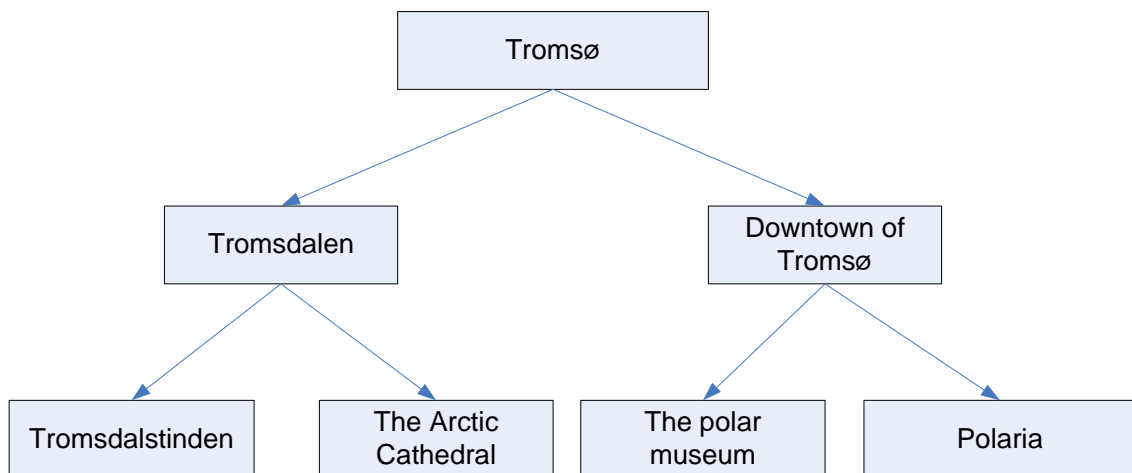 Tromsø
Tromsdalen
Downtown of
Tromsø
Tromsdalstinden
The Arctic
Cathedral
The polar
museum
Polaria